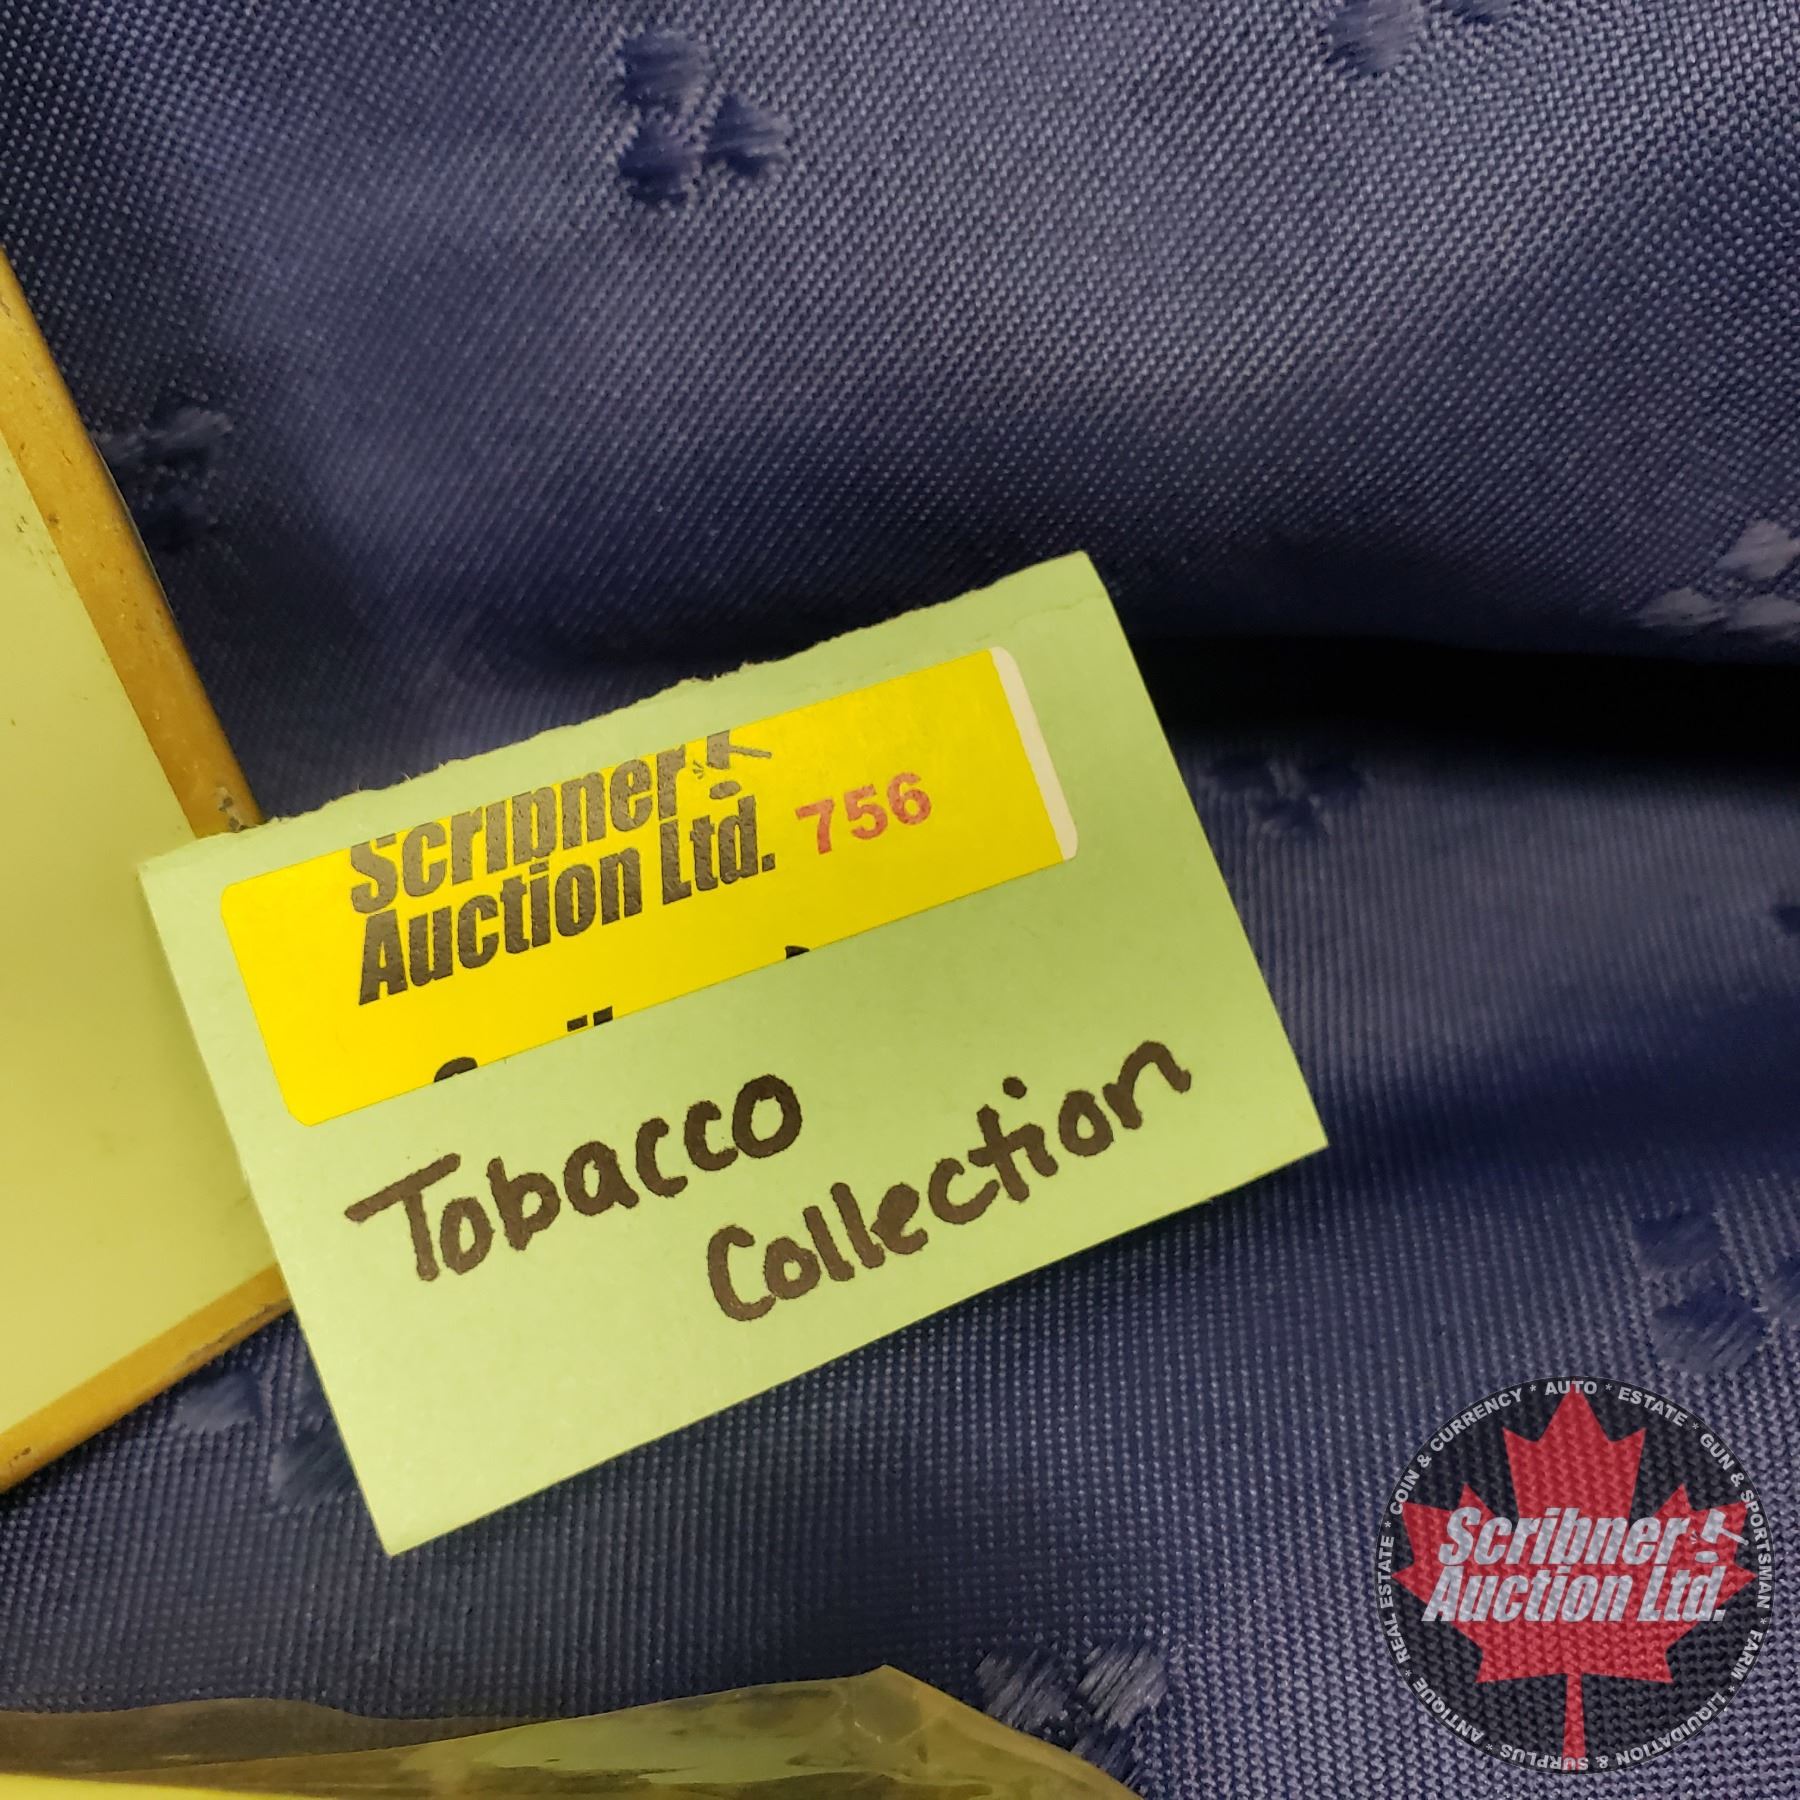 Scribner
Auction Ltd. 756
Tobacco
Collection
Scribner
Auction Ltd.
* REAL ESTATE * COIN & CURRENCY * AUTO * ESTATE * GUN & SPORTSMAN * FARM * LIQUIDATION & SURPLUS * ANTIQUE